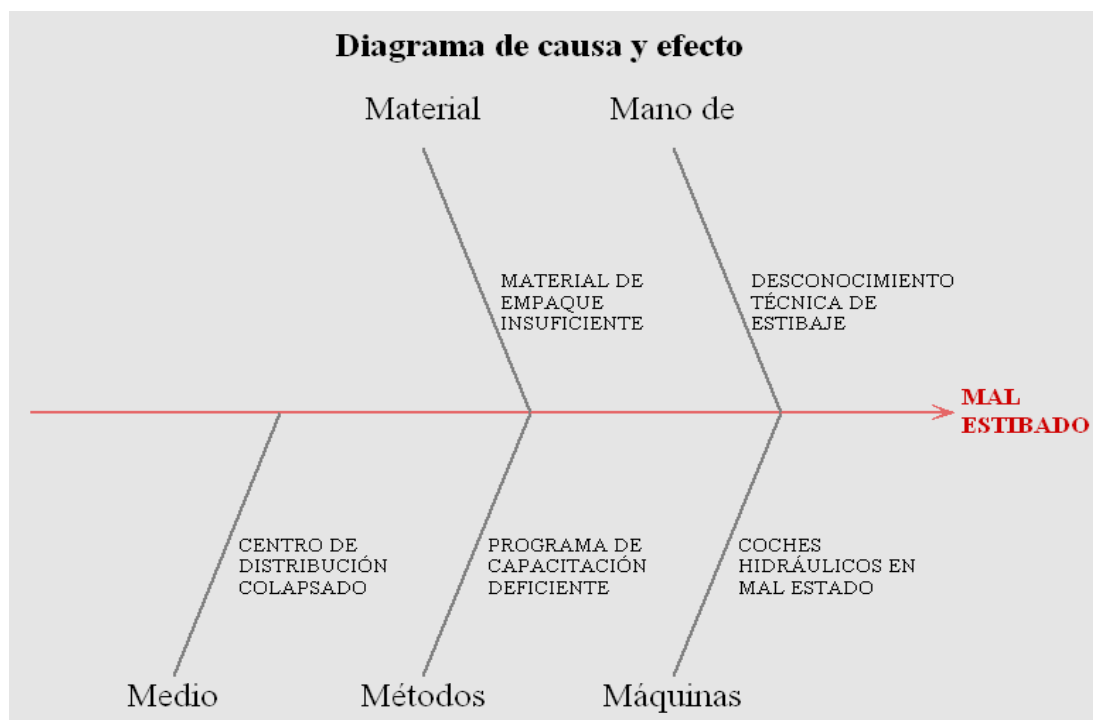 Diagrama de causa y efecto
Material
Mano de
MATERIAL DE
EMPAQUE
INSUFICIENTE
DESCONOCIMIENTO
TÉCNICA DE
ESTIBAJE
MAL
ESTIBADO
CENTRO DE
DISTRIBUCIÓN
COLAPSADO
PROGRAMA DE
CAPACITACIÓN
DEFICIENTE
COCHES
HIDRÁULICOS EN
MAL ESTADO
Medio
Métodos
Máquinas